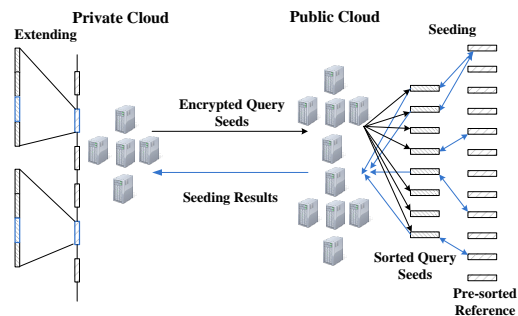 Private Cloud
Public Cloud
Extending
Seeding
Encrypted Query
Seeds
Seeding Results
Sorted Query
Seeds
Pre-sorted
Reference